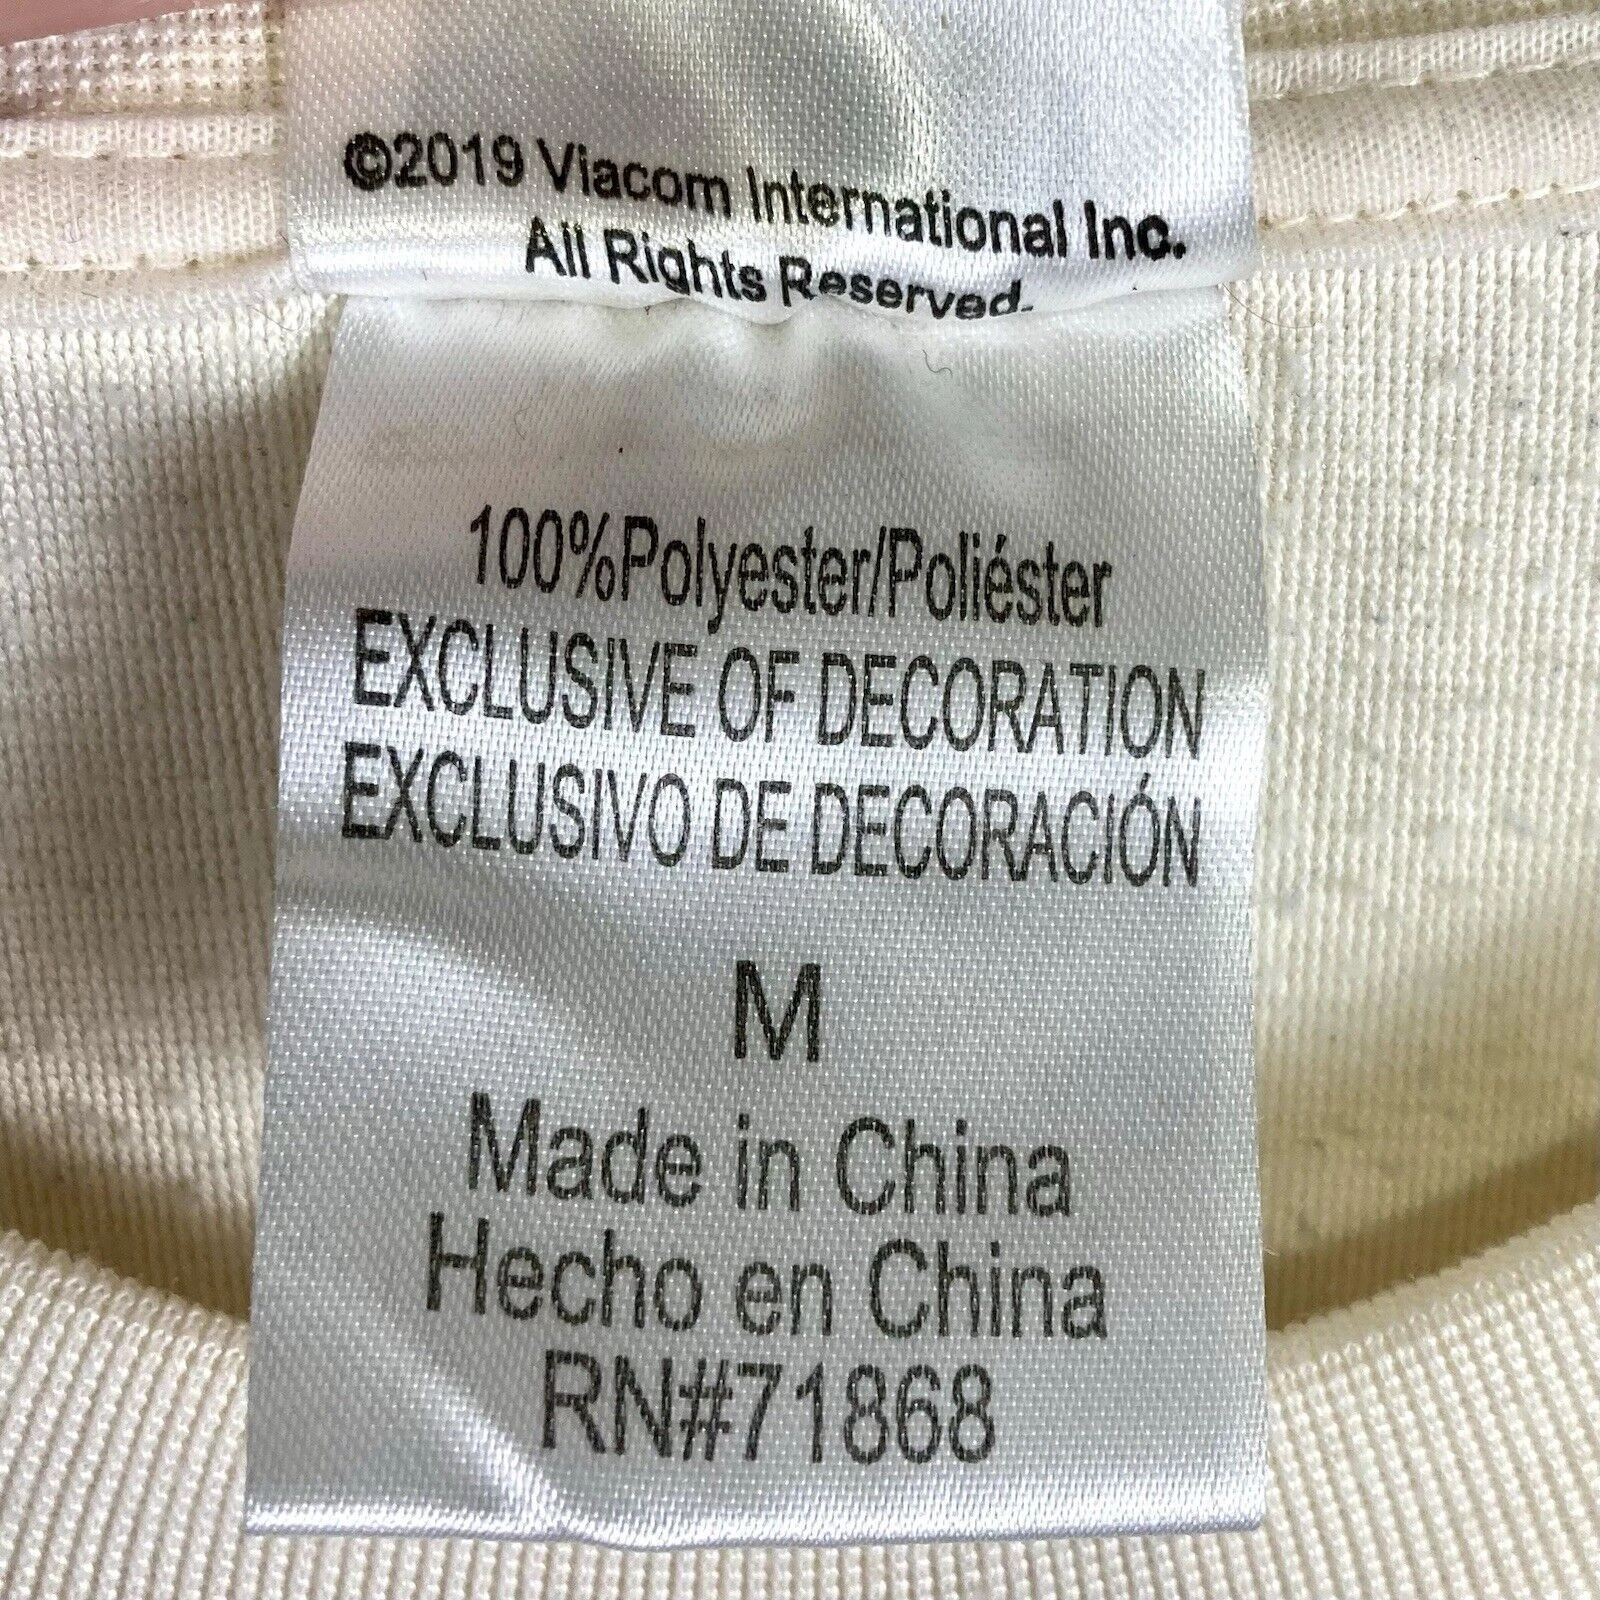 ©2019 Viacom International Inc.
All Rights Reserved.
100%Polyester/Poliéster
EXCLUSIVE OF DECORATION
EXCLUSIVO DE DECORACIÓN
M
Made in China
Hecho en China
RN#71868